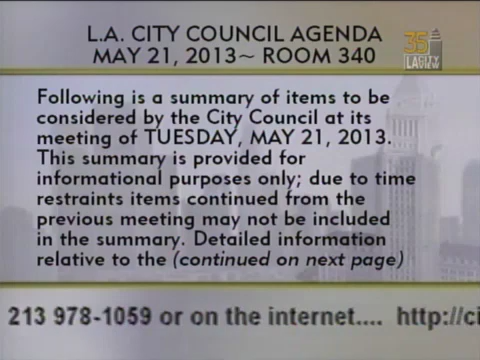 L.A. CITY COUNCIL AGENDA
MAY 21, 2013~ ROOM 340
35
LA CITY
VIEW
Following is a summary of items to be
considered by the City Council at its
meeting of TUESDAY, MAY 21, 2013.
This summary is provided for
informational purposes only; due to time
restraints items continued from the
previous meeting may not be included
in the summary. Detailed information
relative to the (continued on next page)
213 978-1059 or on the internet.... http://ci